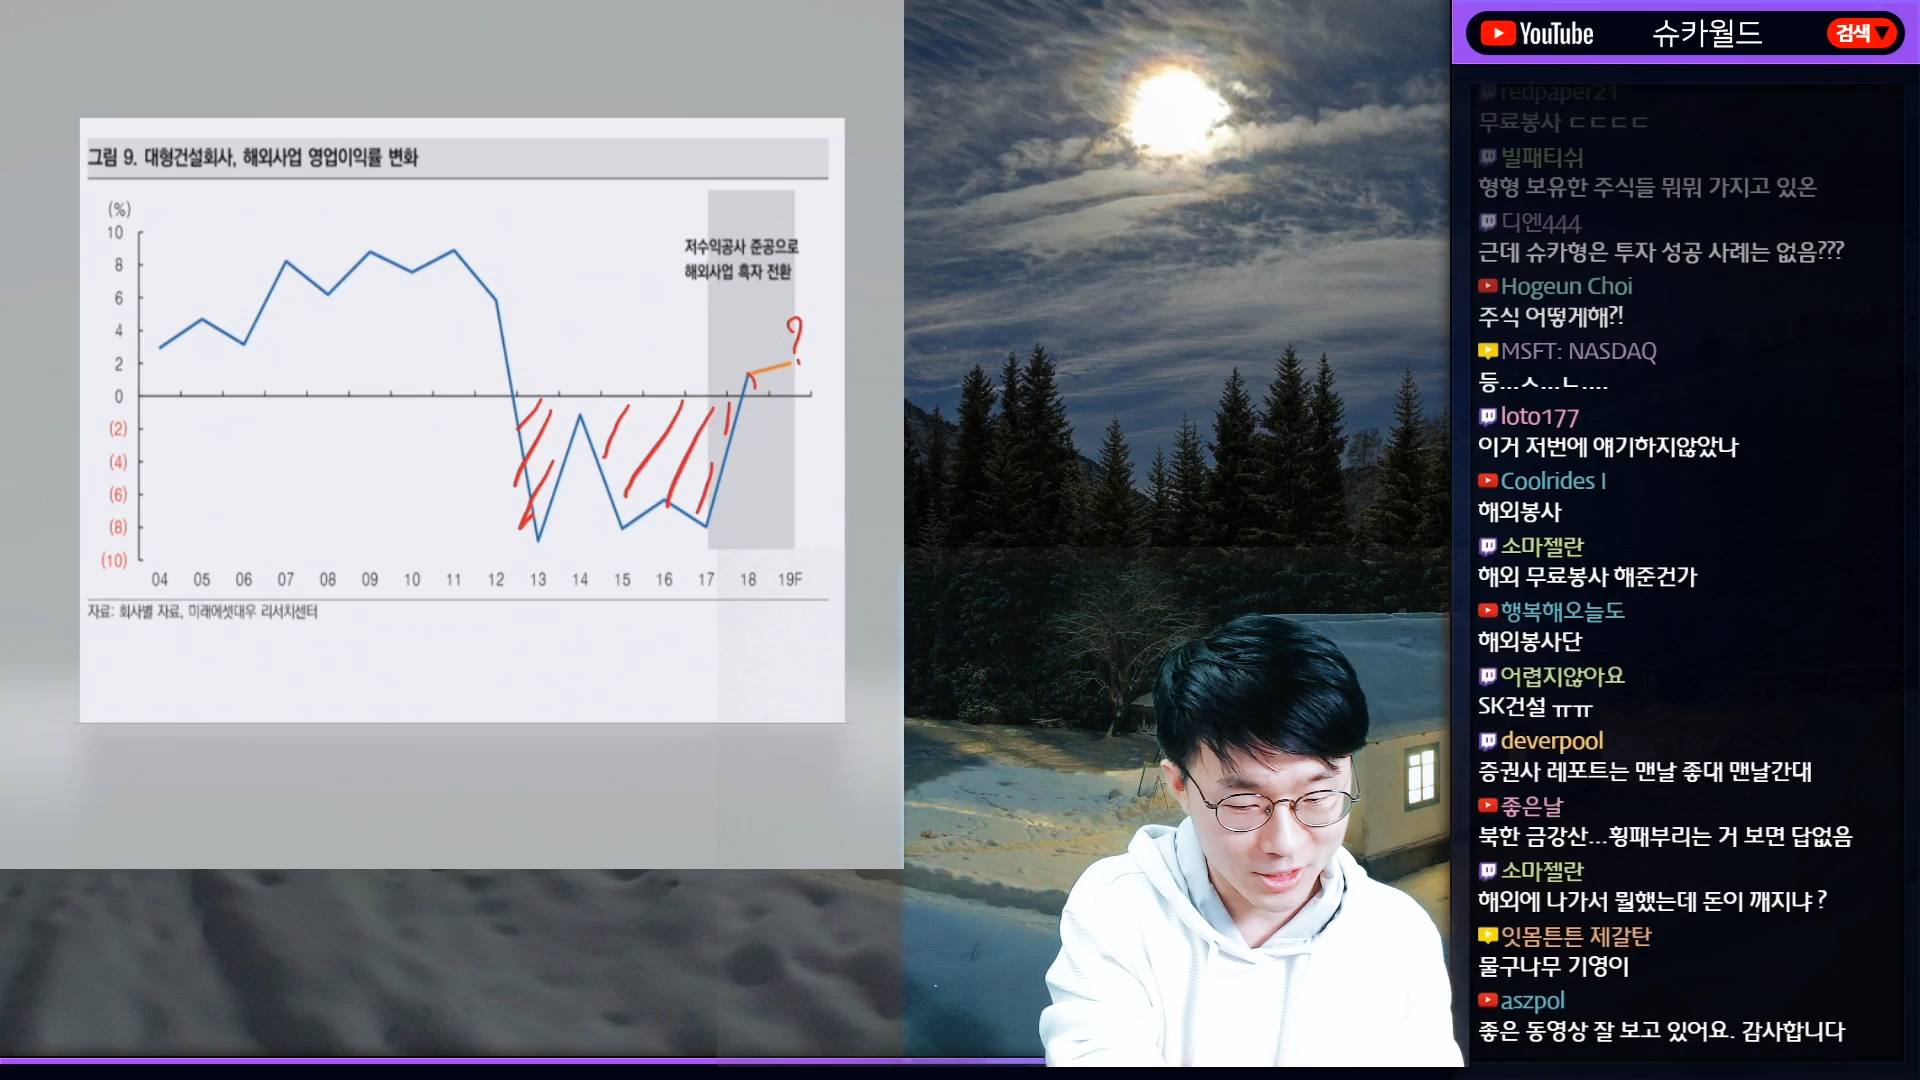 그림 9. 대형건설회사, 해외사업 영업이익률 변화
(%)
10
8
6
4
2
0
(2)
(4)
(6)
(8)
(10)
저수익공사 준공으로
해외사업 흑자 전환
?
04 05 06 07 08 09 10 11 12 13 14 15 16 17 18 19F
자료: 회사별 자료, 미래에셋대우 리서치센터
YouTube 슈카월드 검색▼
redpaper21
무료봉사 ㄷㄷㄷㄷ
빌패티쉬
형형 보유한 주식들 뭐뭐 가지고 있온
디엔444
근데 슈카형은 투자 성공 사례는 없음???
Hogeun Choi
주식 어떻게해?!
MSFT: NASDAQ
등...ㅅ...ㄴ....
loto177
이거 저번에 얘기하지않았나
Coolrides I
해외봉사
소마젤란
해외 무료봉사 해준건가
행복해오늘도
해외봉사단
어렵지않아요
SK건설 ㅠㅠ
deverpool
증권사 레포트는 맨날 좋대 맨날간대
좋은날
북한 금강산...횡패부리는 거 보면 답없음
소마젤란
해외에 나가서 뭘했는데 돈이 깨지냐?
잇몸튼튼 제갈탄
물구나무 기영이
aszpol
좋은 동영상 잘 보고 있어요. 감사합니다